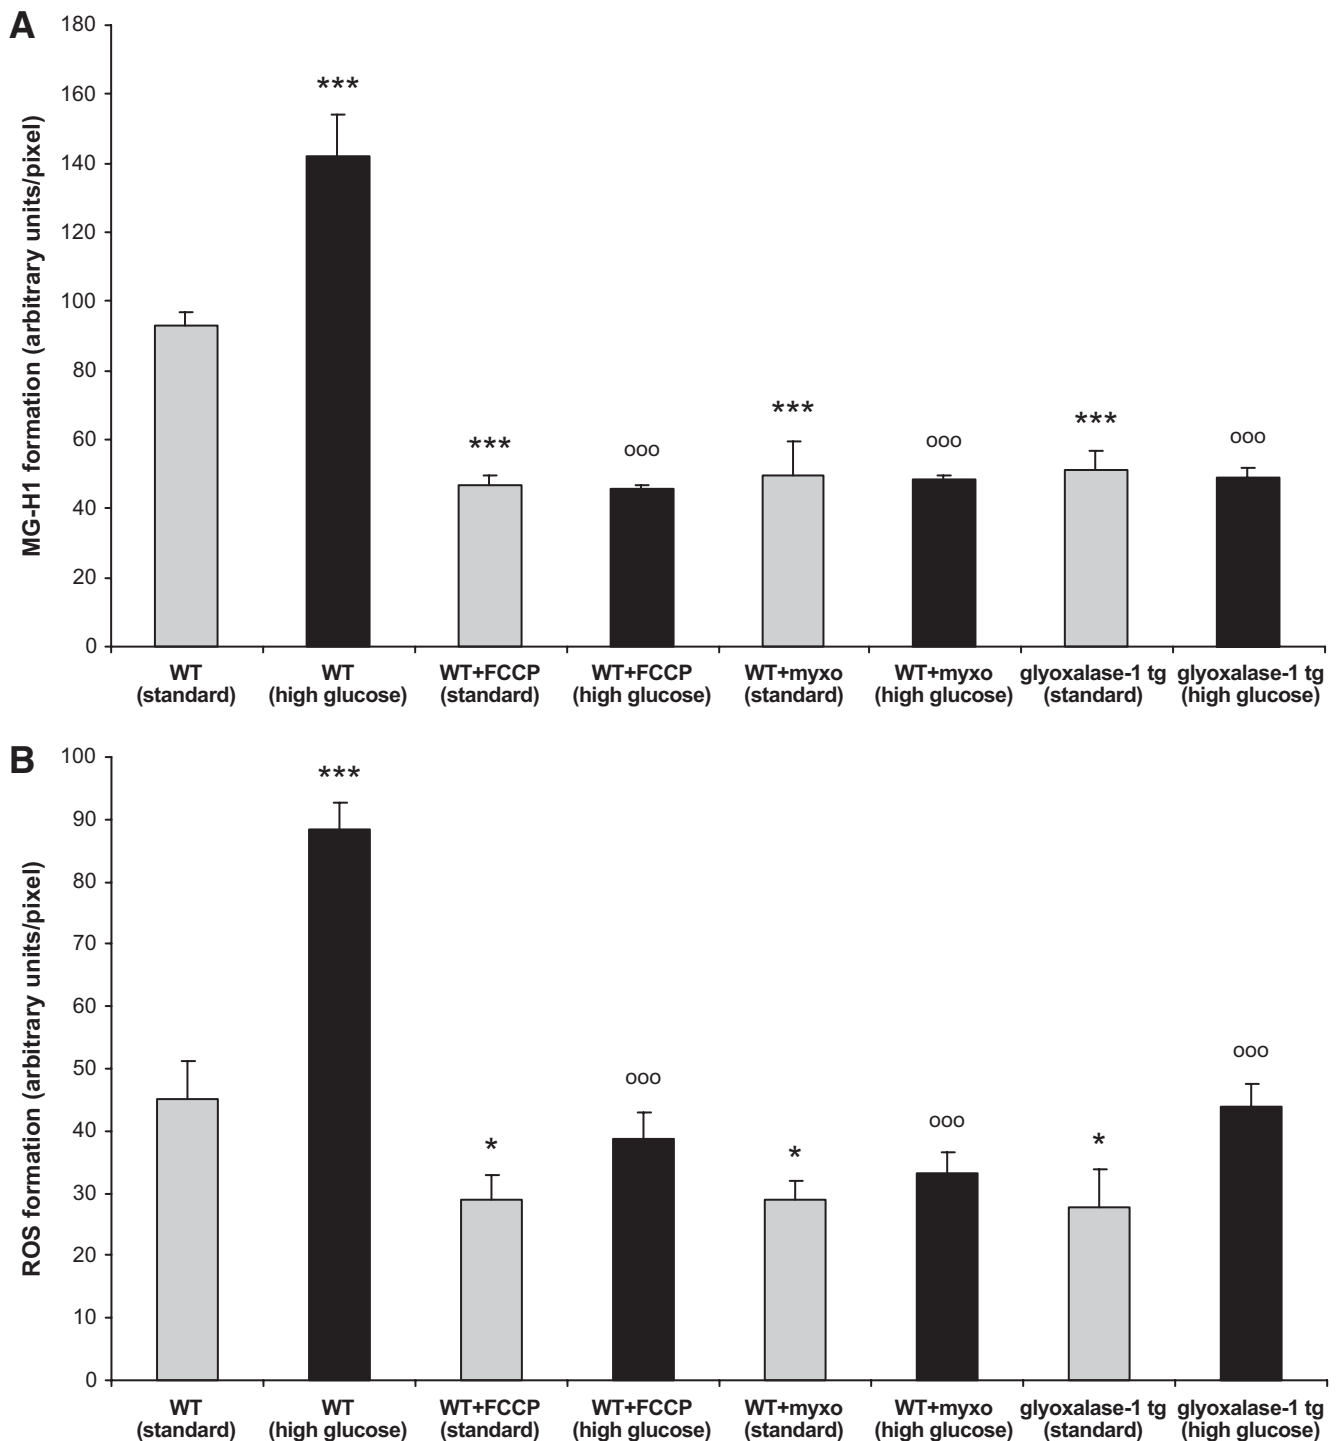 A
MG-H1 formation (arbitrary units/pixel)
180
160
140
120
100
80
60
40
20
0
***
***
ooo
***
ooo
***
ooo
WT
(standard)
WT
(high glucose)
WT+FCCP
(standard)
WT+FCCP
(high glucose)
WT+myxo
(standard)
WT+myxo
(high glucose)
glyoxalase-1 tg
(standard)
glyoxalase-1 tg
(high glucose)
B
ROS formation (arbitrary units/pixel)
100
90
80
70
60
50
40
30
20
10
0
***
*
ooo
*
ooo
*
ooo
WT
(standard)
WT
(high glucose)
WT+FCCP
(standard)
WT+FCCP
(high glucose)
WT+myxo
(standard)
WT+myxo
(high glucose)
glyoxalase-1 tg
(standard)
glyoxalase-1 tg
(high glucose)